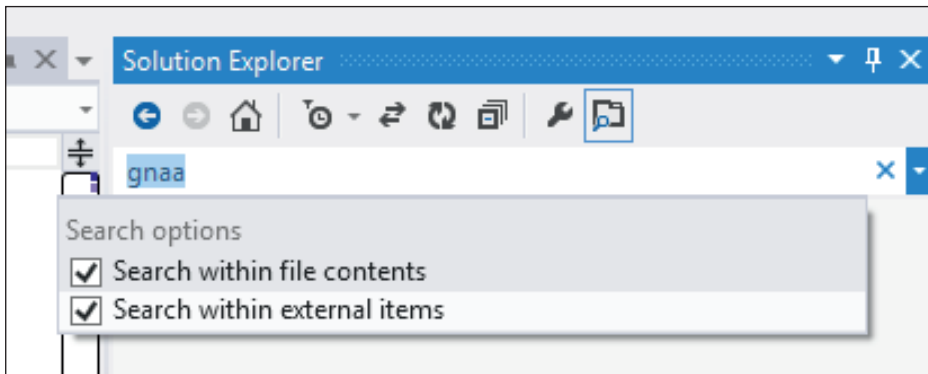 Solution Explorer
gnaa
Search options
Search within file contents
Search within external items